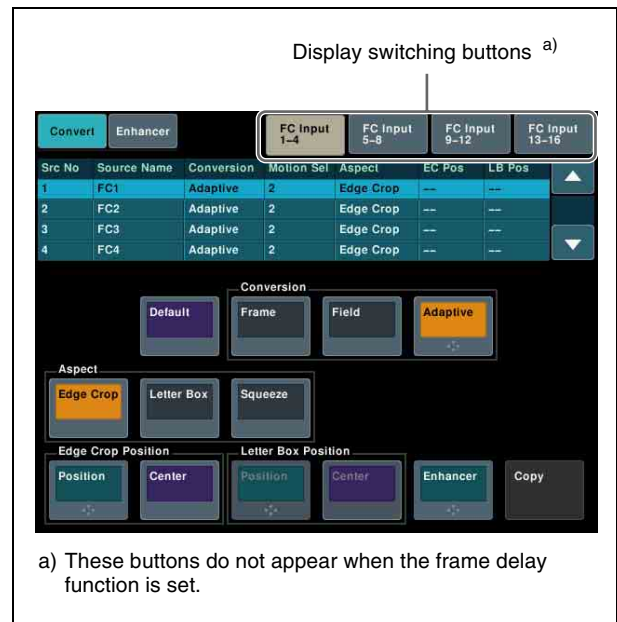 Display switching buttons a)
Convert Enhancer FC Input 1–4 FC Input 5–8 FC Input 9–12 FC Input 13–16
Src No Source Name Conversion Motion Sel Aspect EC Pos LB Pos
1 FC1 Adaptive 2 Edge Crop -- --
2 FC2 Adaptive 2 Edge Crop -- --
3 FC3 Adaptive 2 Edge Crop -- --
4 FC4 Adaptive 2 Edge Crop -- --
Conversion
Default Frame Field Adaptive
Aspect
Edge Crop Letter Box Squeeze
Edge Crop Position Letter Box Position
Position Center Position Center Enhancer Copy
a) These buttons do not appear when the frame delay
function is set.